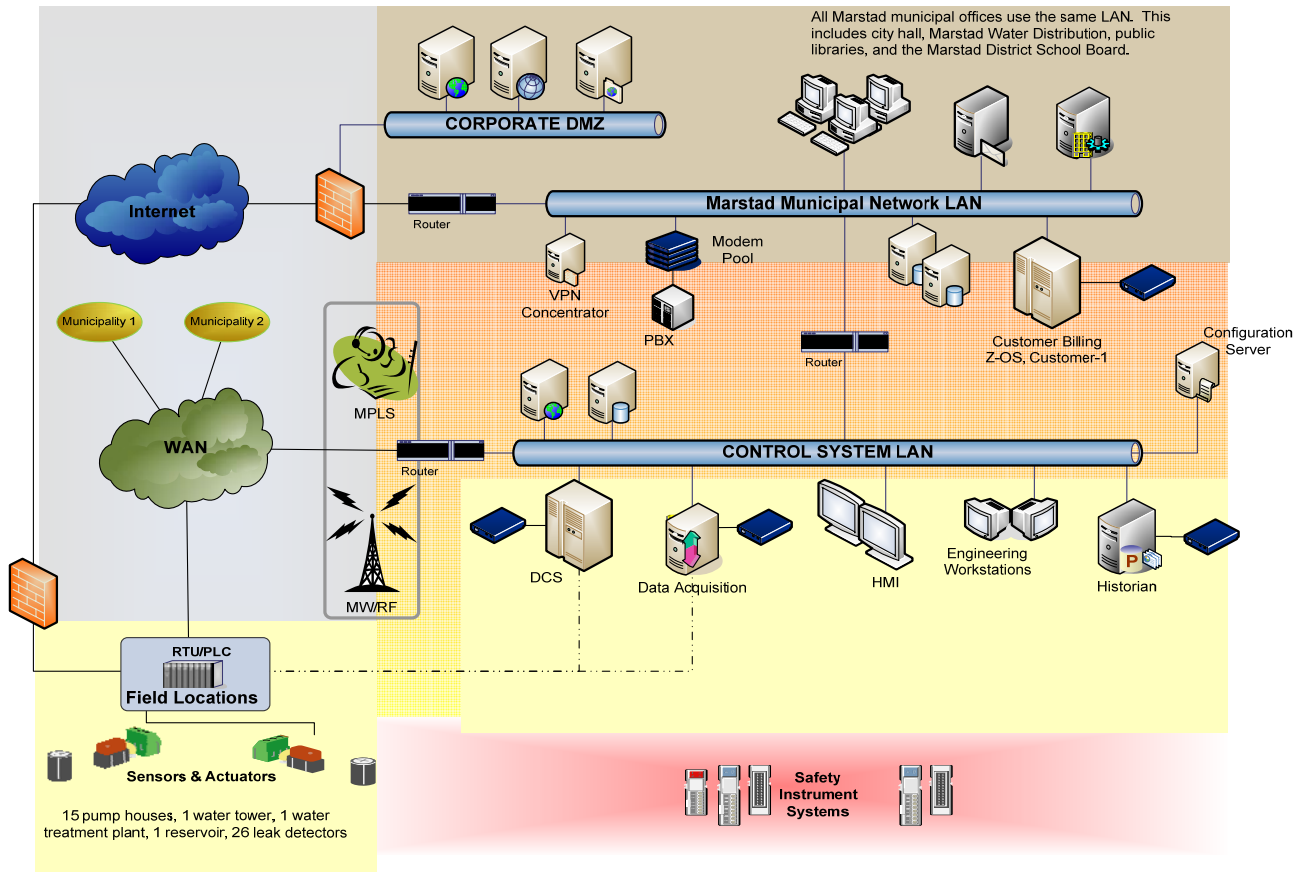 All Marstad municipal offices use the same LAN. This
includes city hall, Marstad Water Distribution, public
libraries, and the Marstad District School Board.
CORPORATE DMZ
Internet
Router
Marstad Municipal Network LAN
VPN
Concentrator
Modem
Pool
PBX
Customer Billing
Z-OS, Customer-1
Configuration
Server
Router
Municipality 1
Municipality 2
MPLS
WAN
Router
CONTROL SYSTEM LAN
MW/RF
DCS
Data Acquisition
HMI
Engineering
Workstations
P
Historian
RTU/PLC
Field Locations
Sensors & Actuators
15 pump houses, 1 water tower, 1 water
treatment plant, 1 reservoir, 26 leak detectors
Safety
Instrument
Systems